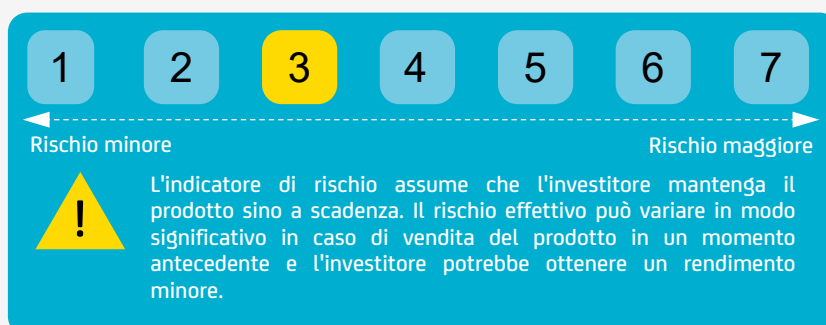 1 2 3 4 5 6 7
Rischio minore Rischio maggiore
!
L'indicatore di rischio assume che l'investitore mantenga il
prodotto sino a scadenza. Il rischio effettivo può variare in modo
significativo in caso di vendita del prodotto in un momento
antecedente e l'investitore potrebbe ottenere un rendimento
minore.